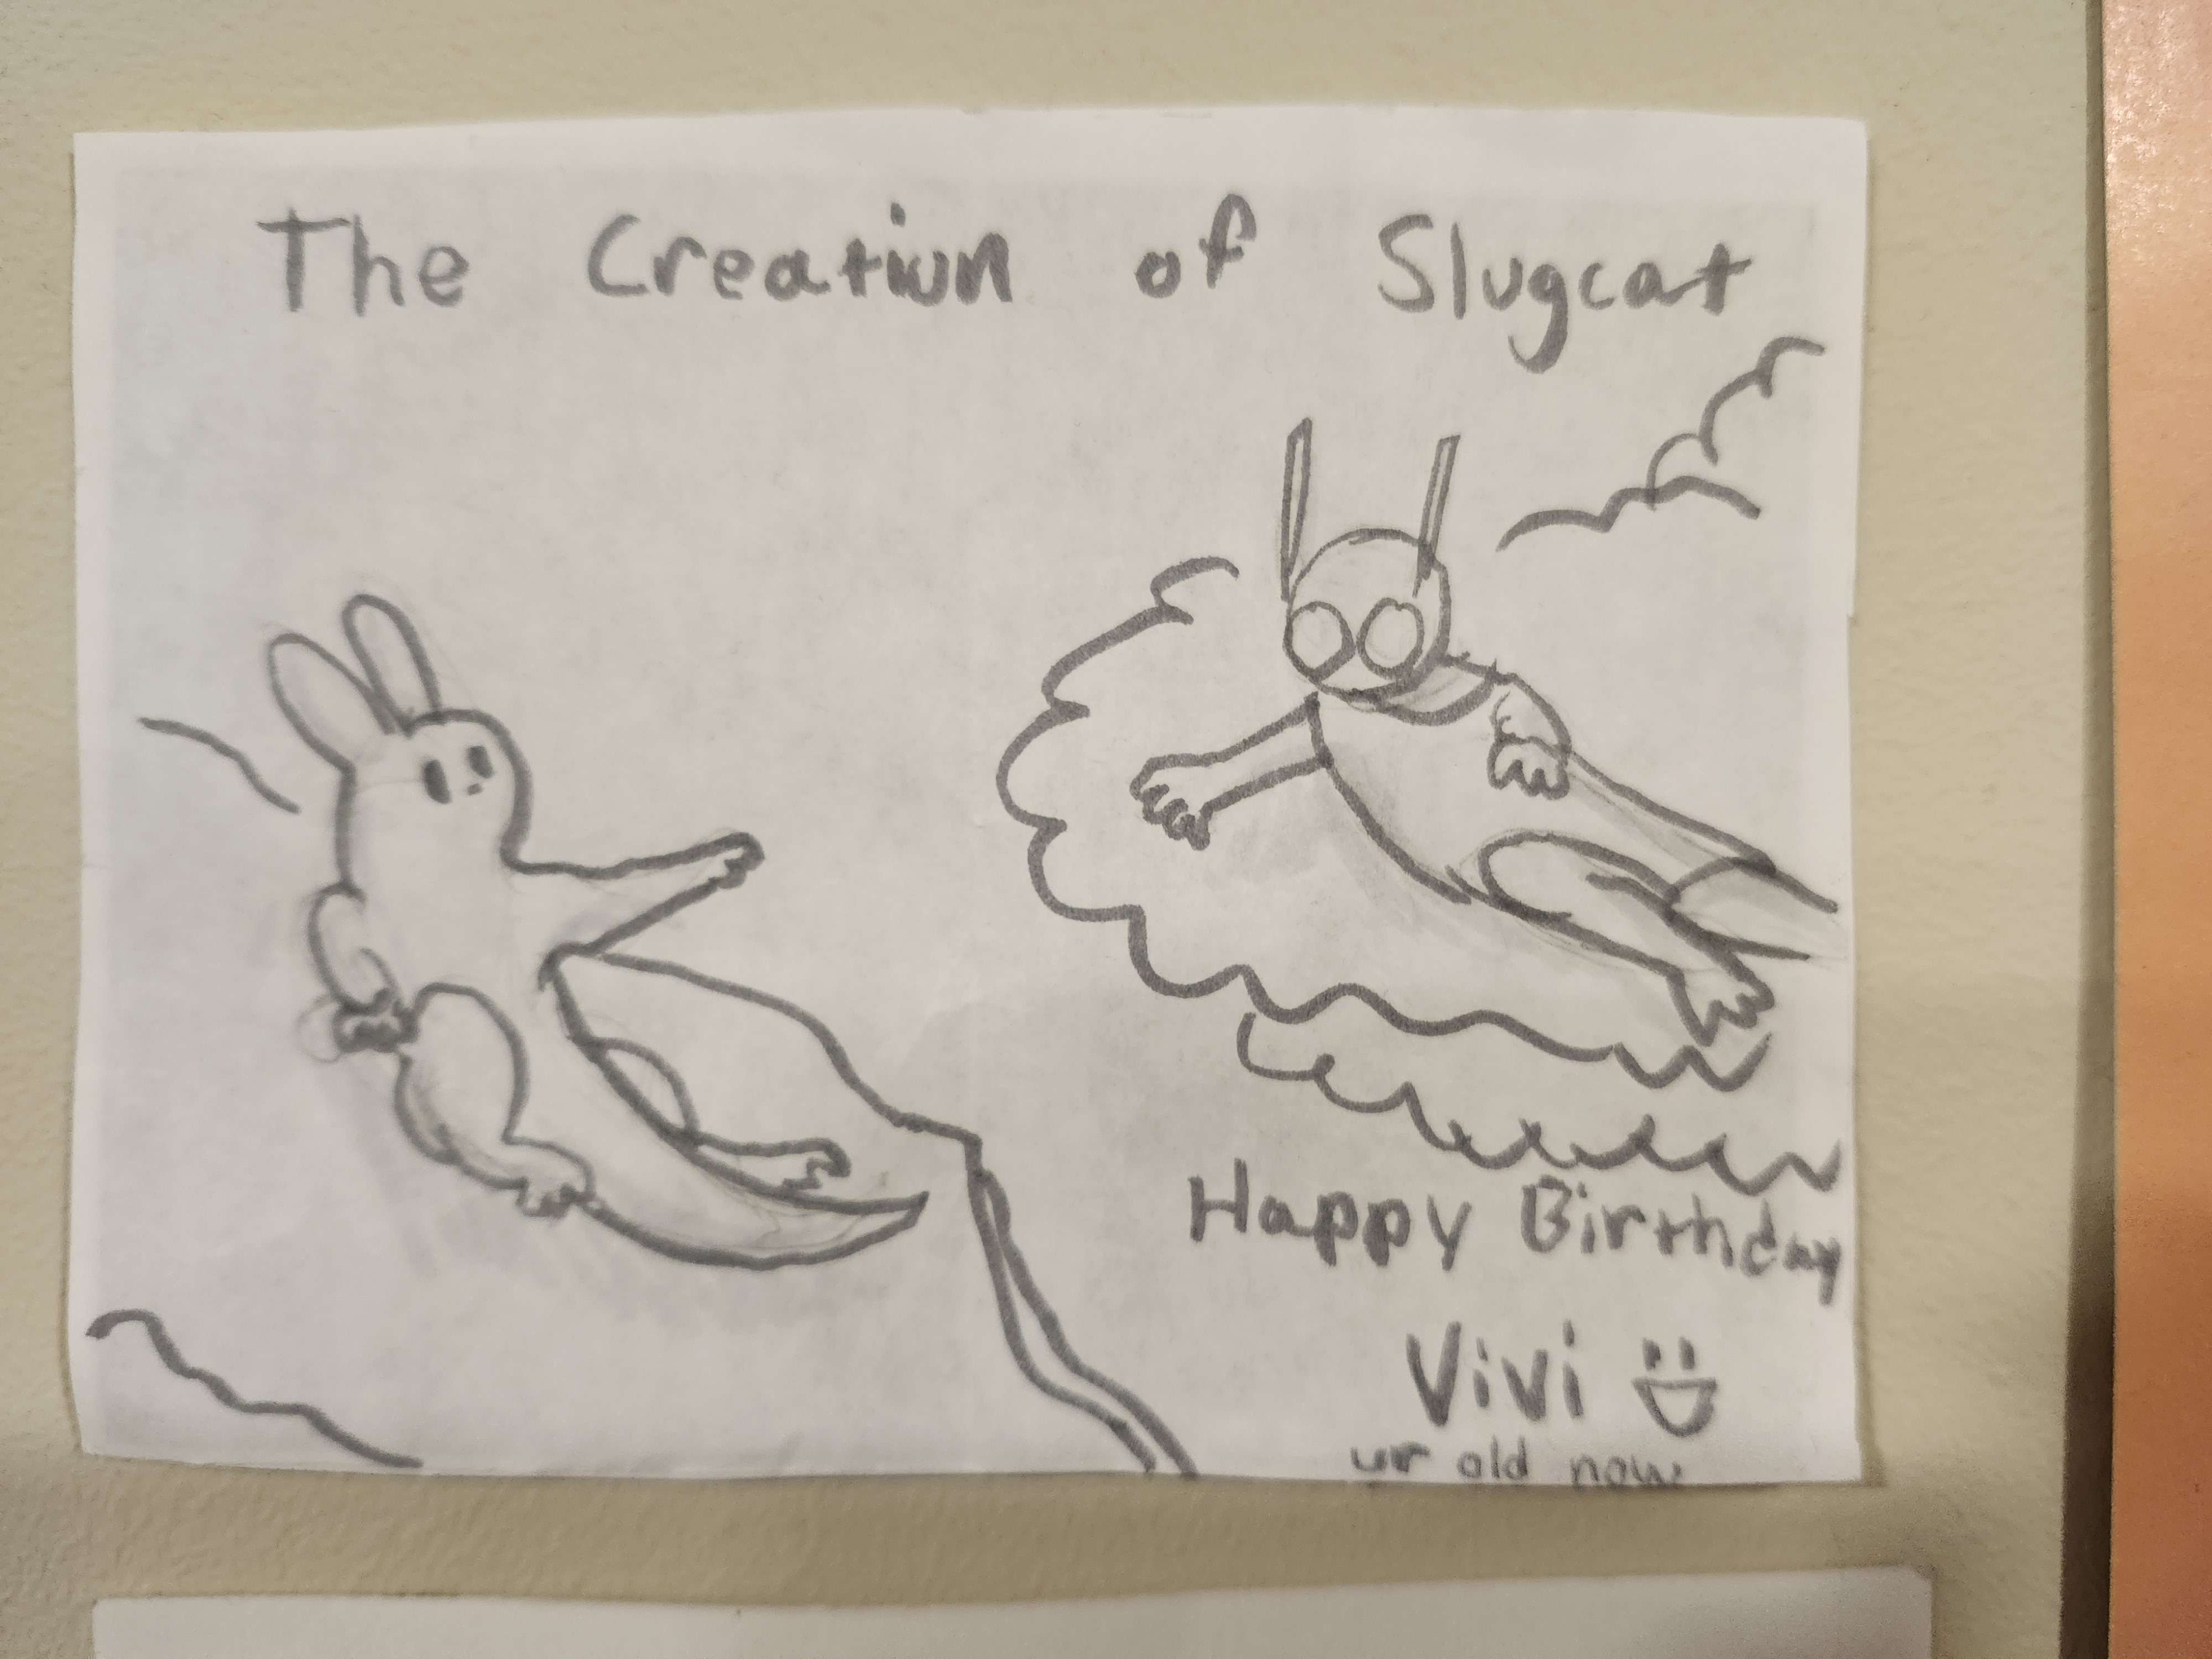 The Creation of Slugcat
Happy Birthday
Vivi
ur old now